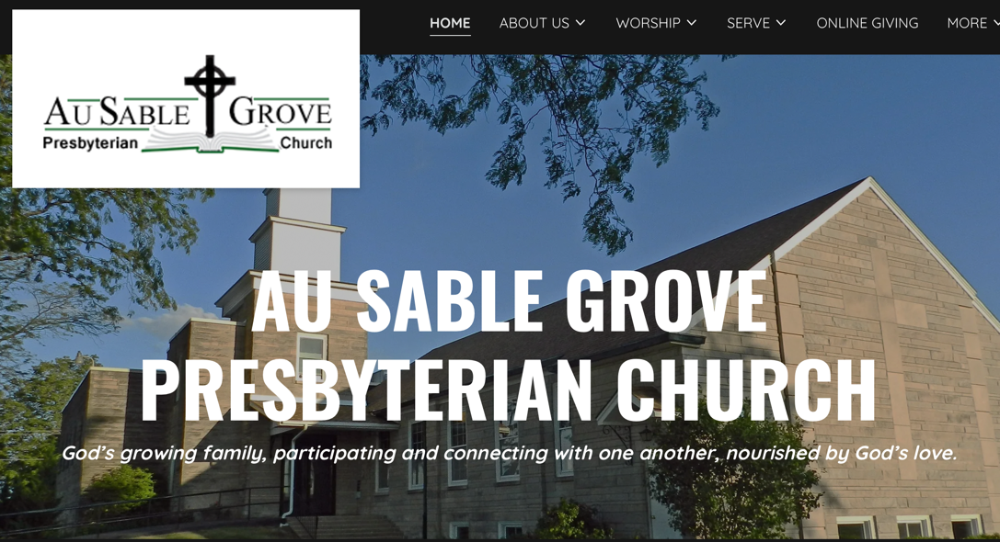 HOME ABOUT US WORSHIP SERVE ONLINE GIVING MORE
AU SABLE GROVE
Presbyterian Church
AU SABLE GROVE
PRESBYTERIAN CHURCH
God's growing family, participating and connecting with one another, nourished by God's love.